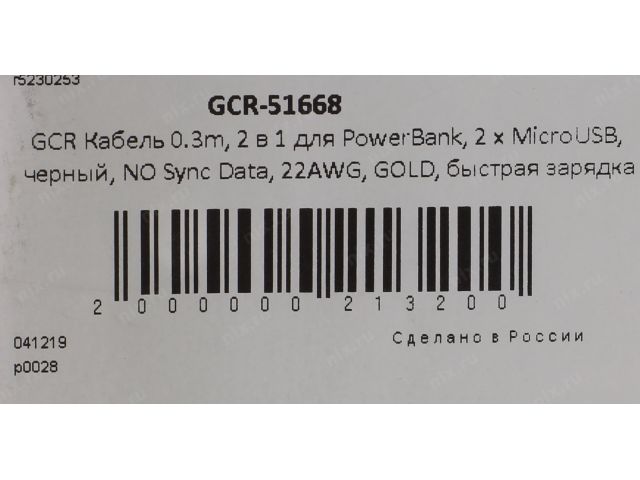 r5230253
GCR-51668
GCR Кабель 0.3m, 2 в 1 для PowerBank, 2 x MicroUSB,
черный, NO Sync Data, 22AWG, GOLD, быстрая зарядка
2 000000 213200
041219
Сделано в России
p0028